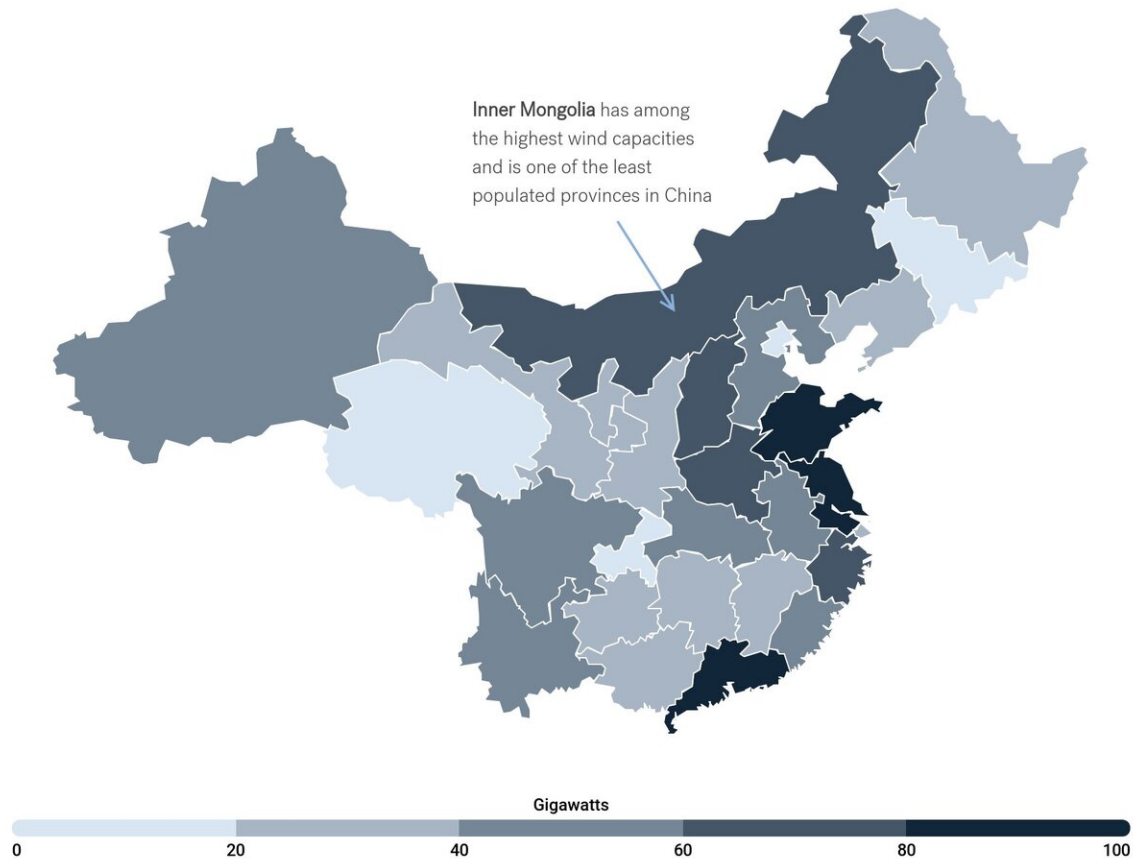 Inner Mongolia has among
the highest wind capacities
and is one of the least
populated provinces in China
Gigawatts
0 20 40 60 80 100